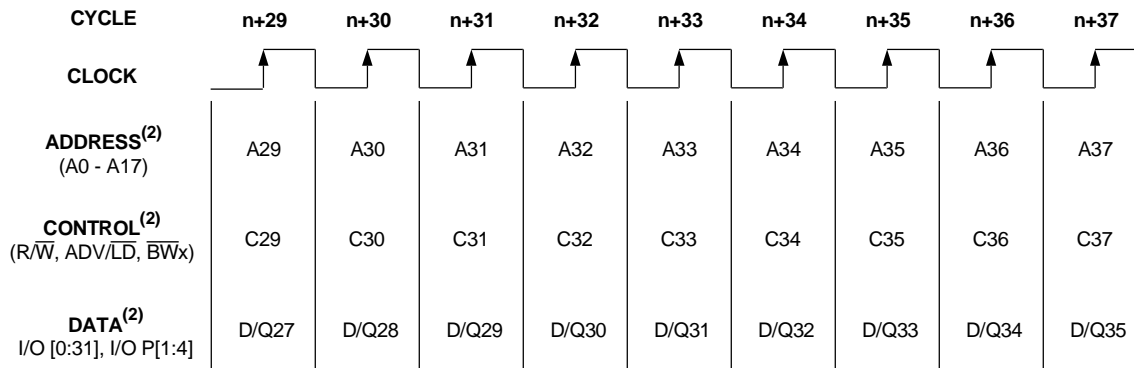 CYCLE n+29 n+30 n+31 n+32 n+33 n+34 n+35 n+36 n+37
CLOCK
ADDRESS(2)
(A0 - A17) A29 A30 A31 A32 A33 A34 A35 A36 A37
CONTROL(2)
(R/W̅, ADV/L̅D̅, B̅W̅x) C29 C30 C31 C32 C33 C34 C35 C36 C37
DATA(2)
I/O [0:31], I/O P[1:4] D/Q27 D/Q28 D/Q29 D/Q30 D/Q31 D/Q32 D/Q33 D/Q34 D/Q35